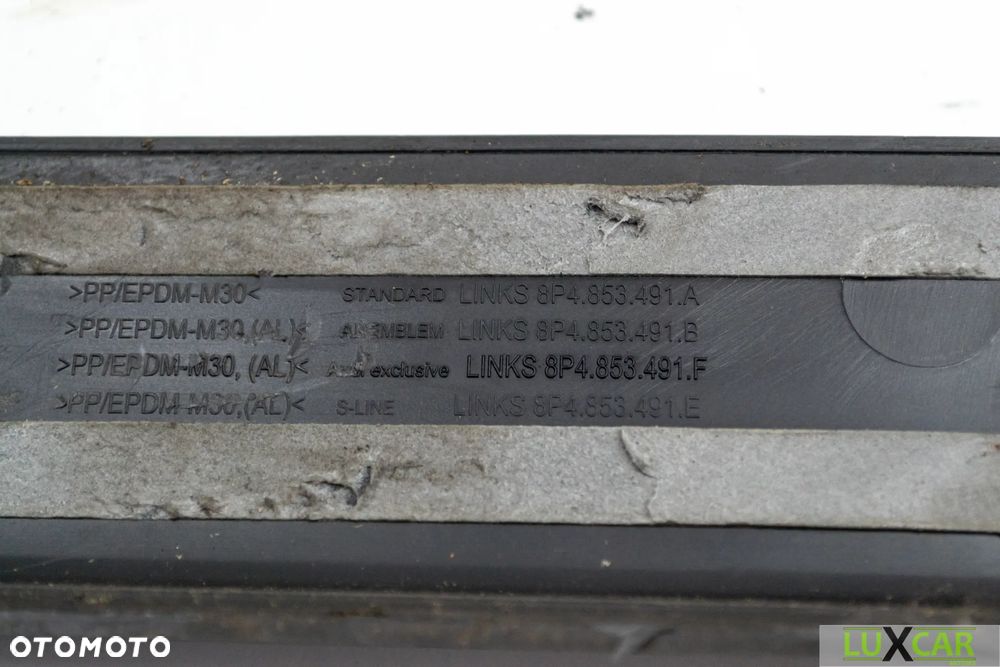 >PP/EPDM-M30< STANDARD LINKS 8P4.853.491.A
>PP/EPDM-M30,(AL)< LINKS 8P4.853.491.B
>PP/EPDM-M30, (AL)< Audi exclusive LINKS 8P4.853.491.F
>PP/EPDM-M30,(AL)< S-LINE LINKS 8P4.853.491.E
OTOMOTO
LUXCAR